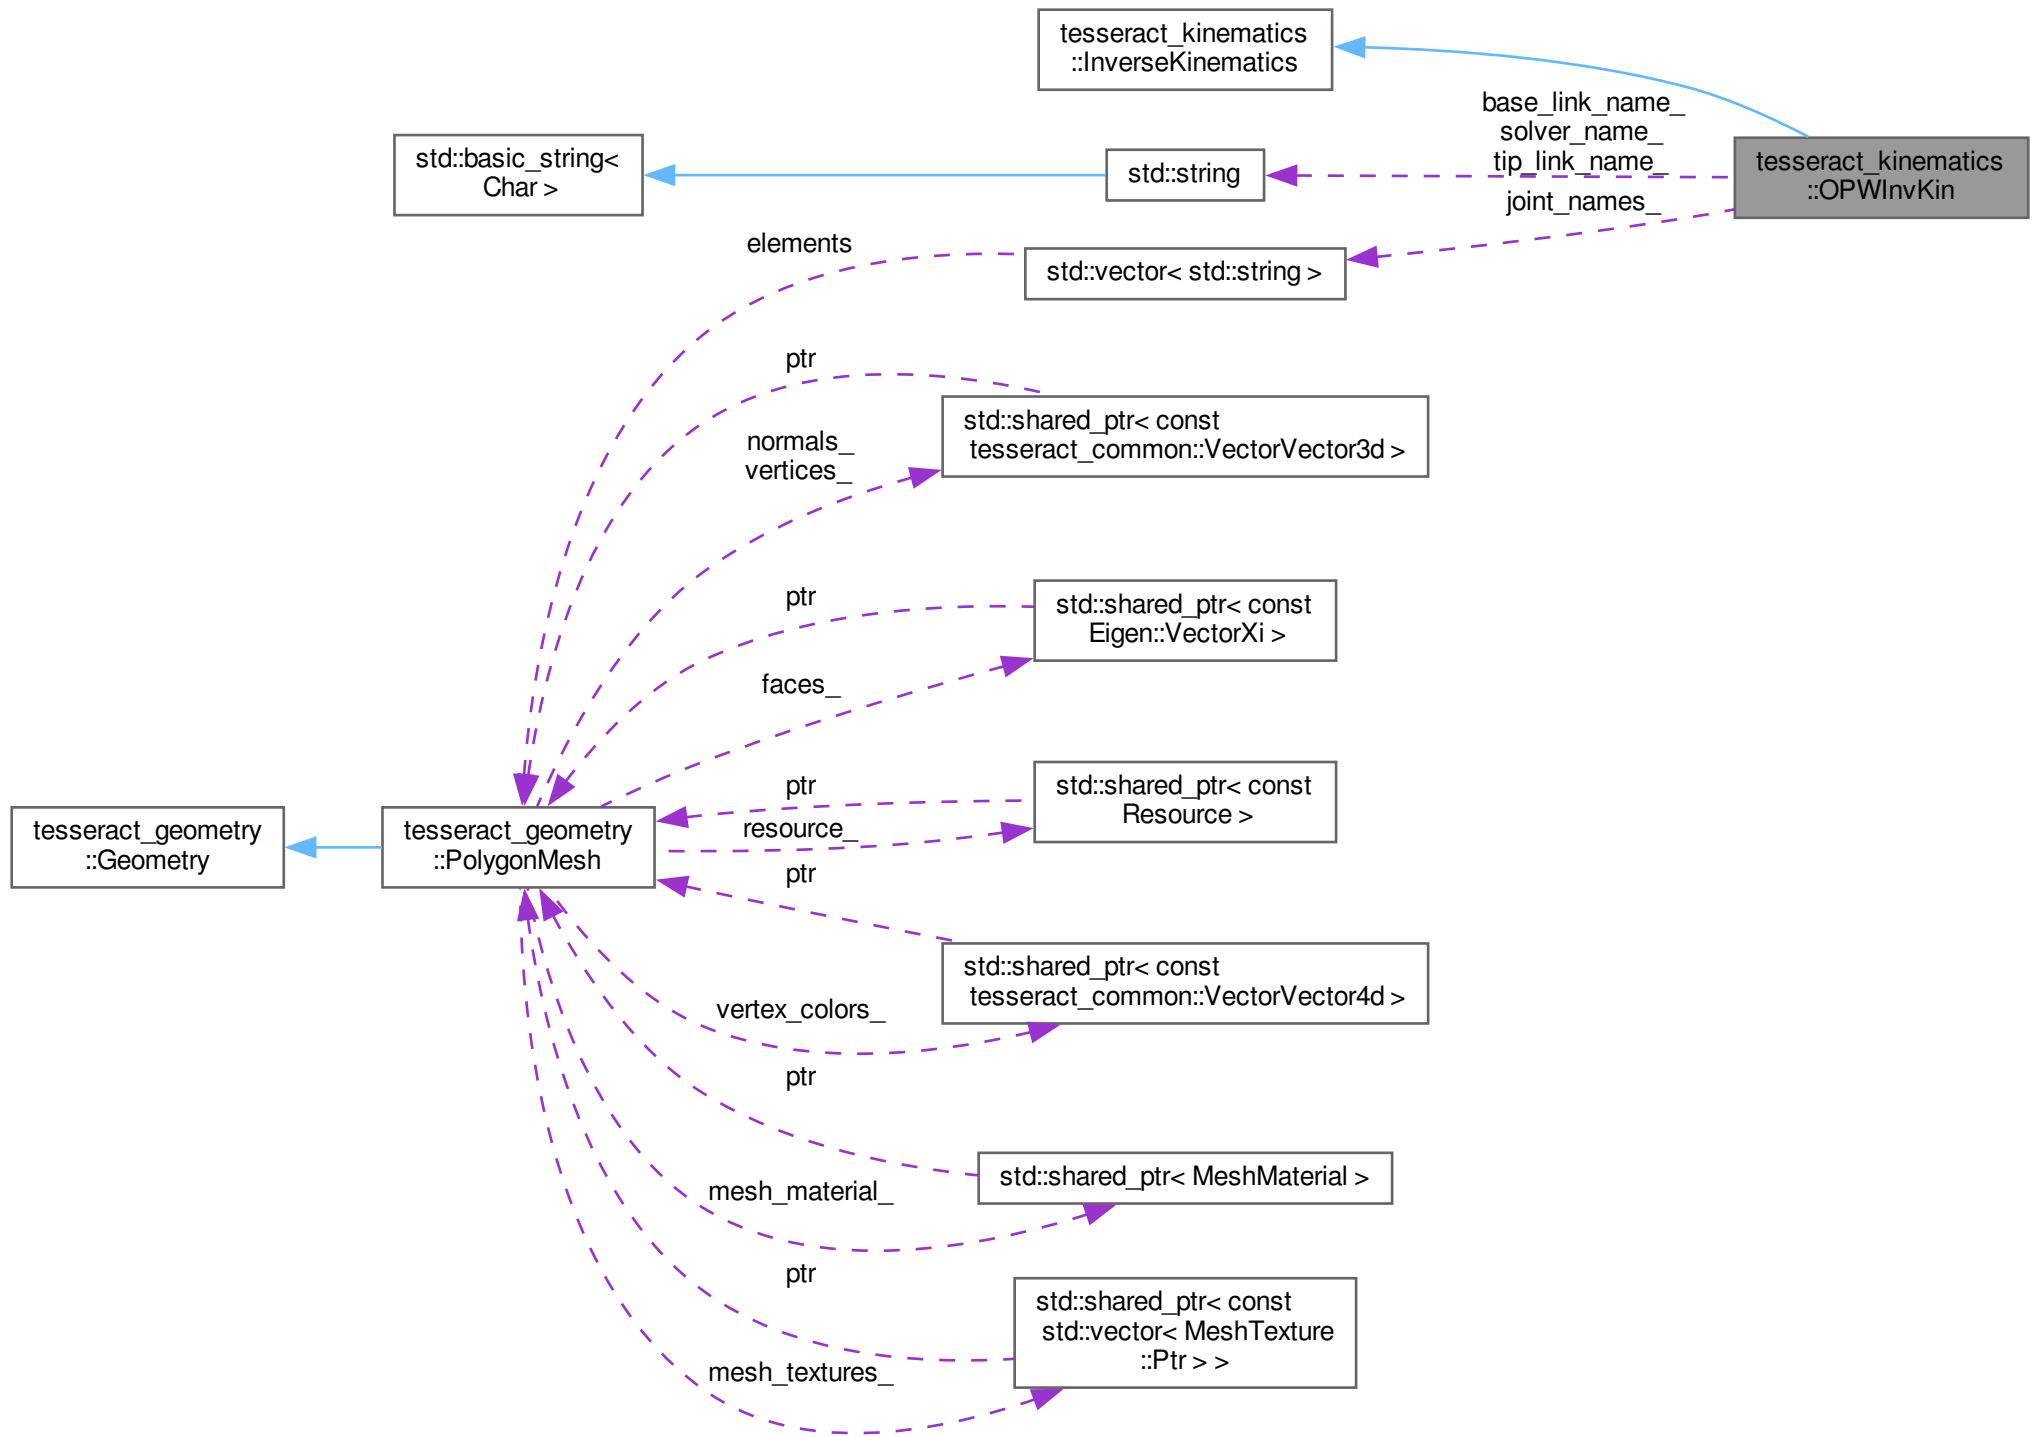 tesseract_kinematics
::InverseKinematics
base_link_name_
solver_name_
tip_link_name_
std::basic_string<
Char >
std::string
tesseract_kinematics
::OPWInvKin
joint_names_
elements
std::vector< std::string >
ptr
std::shared_ptr< const
tesseract_common::VectorVector3d >
normals_
vertices_
ptr
std::shared_ptr< const
Eigen::VectorXi >
faces_
ptr
std::shared_ptr< const
Resource >
tesseract_geometry
::Geometry
tesseract_geometry
::PolygonMesh
resource_
ptr
std::shared_ptr< const
tesseract_common::VectorVector4d >
vertex_colors_
ptr
std::shared_ptr< MeshMaterial >
mesh_material_
ptr
std::shared_ptr< const
std::vector< MeshTexture
::Ptr > >
mesh_textures_